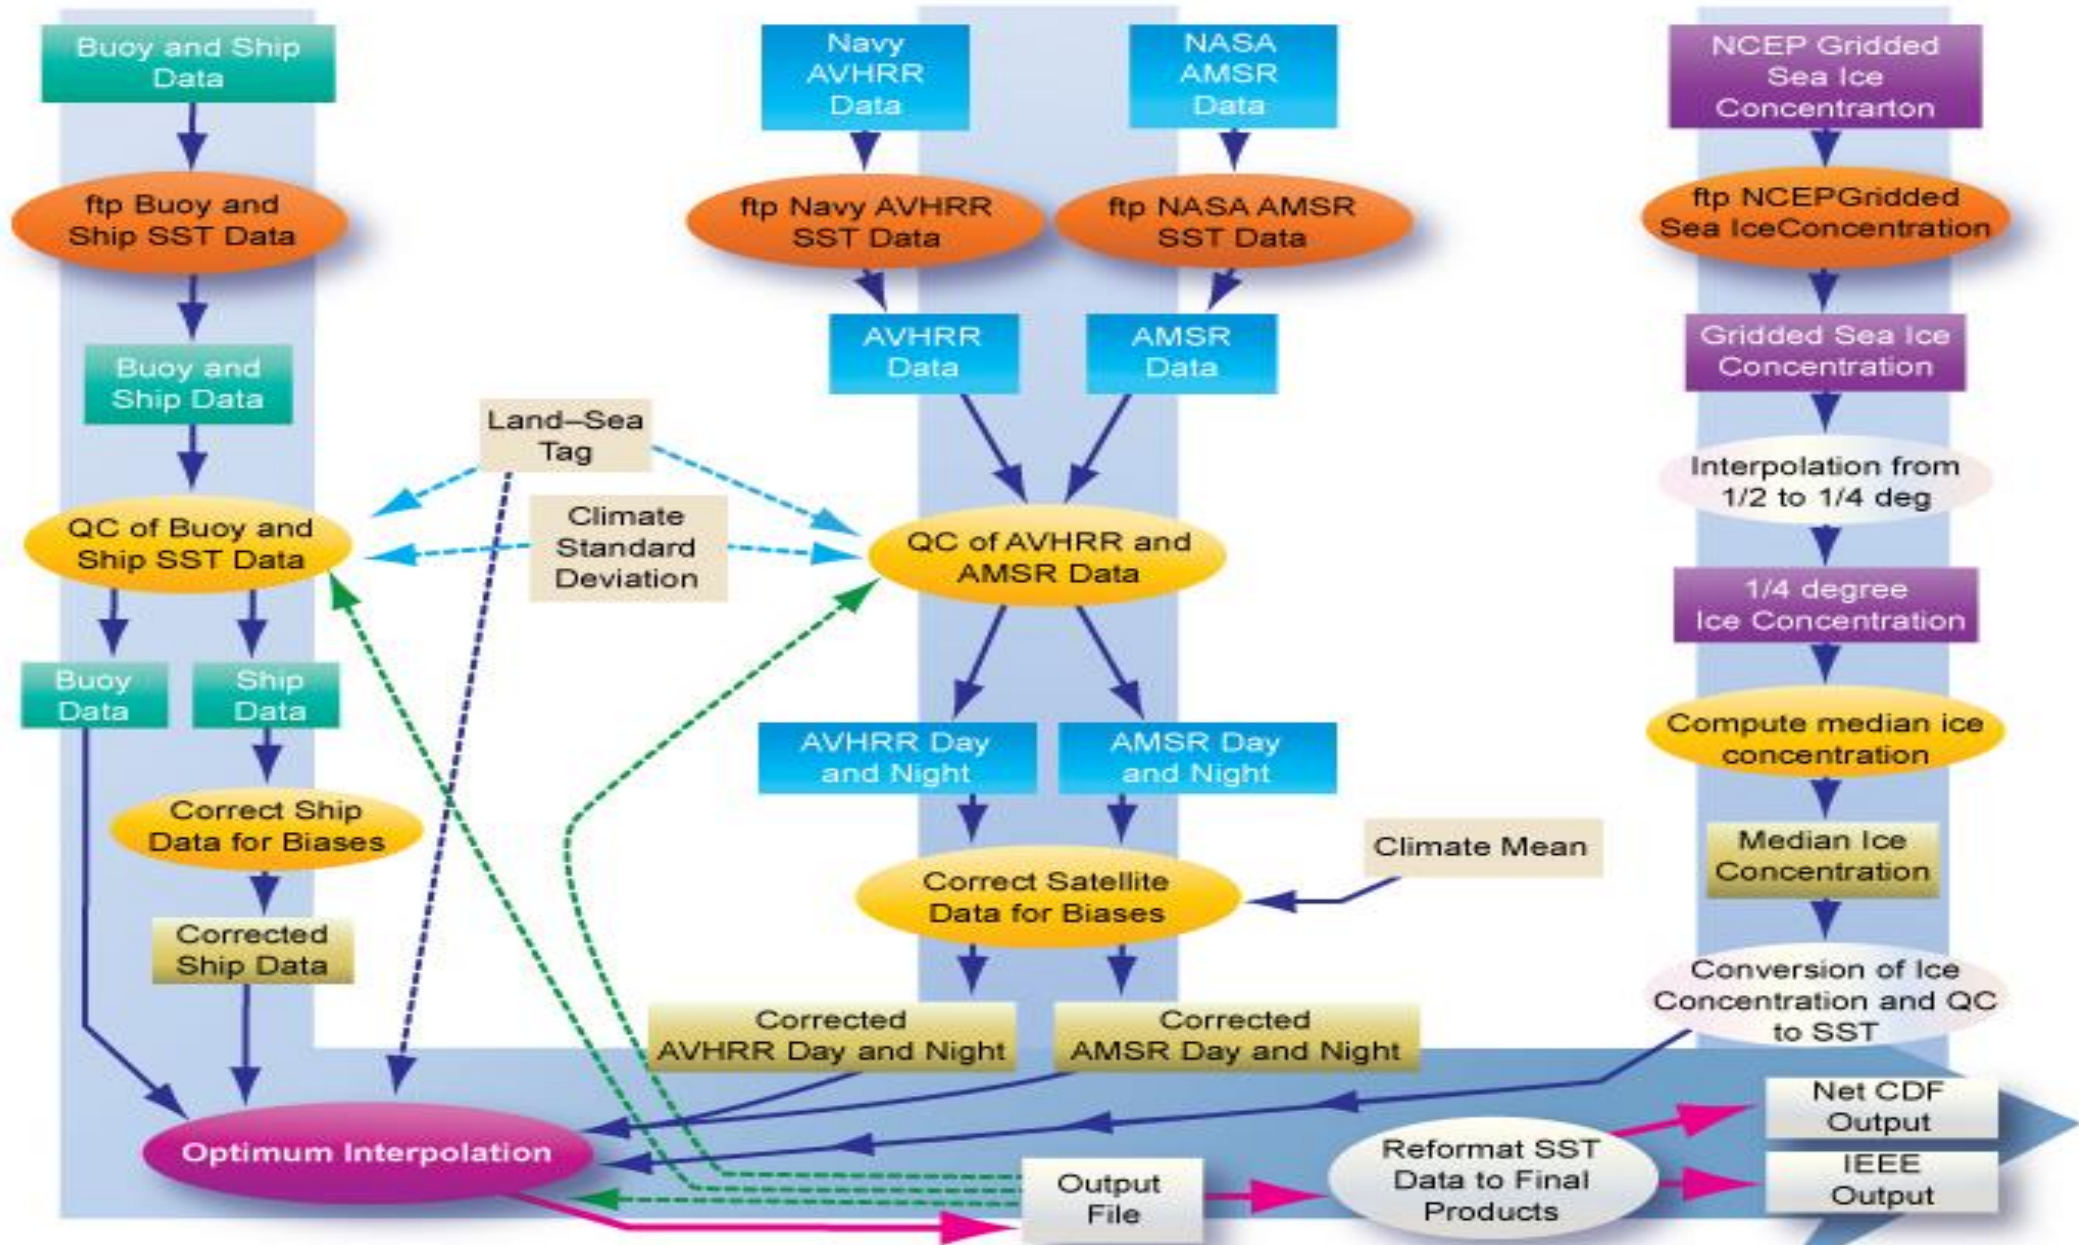 Buoy and Ship
Data
Navy
AVHRR
Data
NASA
AMSR
Data
NCEP Gridded
Sea Ice
Concentrarton
ftp Buoy and
Ship SST Data
ftp Navy AVHRR
SST Data
ftp NASA AMSR
SST Data
ftp NCEPGridded
Sea IceConcentration
Buoy and
Ship Data
AVHRR
Data
AMSR
Data
Gridded Sea Ice
Concentration
Land–Sea
Tag
Interpolation from
1/2 to 1/4 deg
QC of Buoy and
Ship SST Data
Climate
Standard
Deviation
QC of AVHRR and
AMSR Data
1/4 degree
Ice Concentration
Buoy
Data
Ship
Data
AVHRR Day
and Night
AMSR Day
and Night
Compute median ice
concentration
Correct Ship
Data for Biases
Climate Mean
Median Ice
Concentration
Correct Satellite
Data for Biases
Corrected
Ship Data
Conversion of Ice
Concentration and QC
to SST
Corrected
AVHRR Day and Night
Corrected
AMSR Day and Night
Optimum Interpolation
Output
File
Reformat SST
Data to Final
Products
Net CDF
Output
IEEE
Output